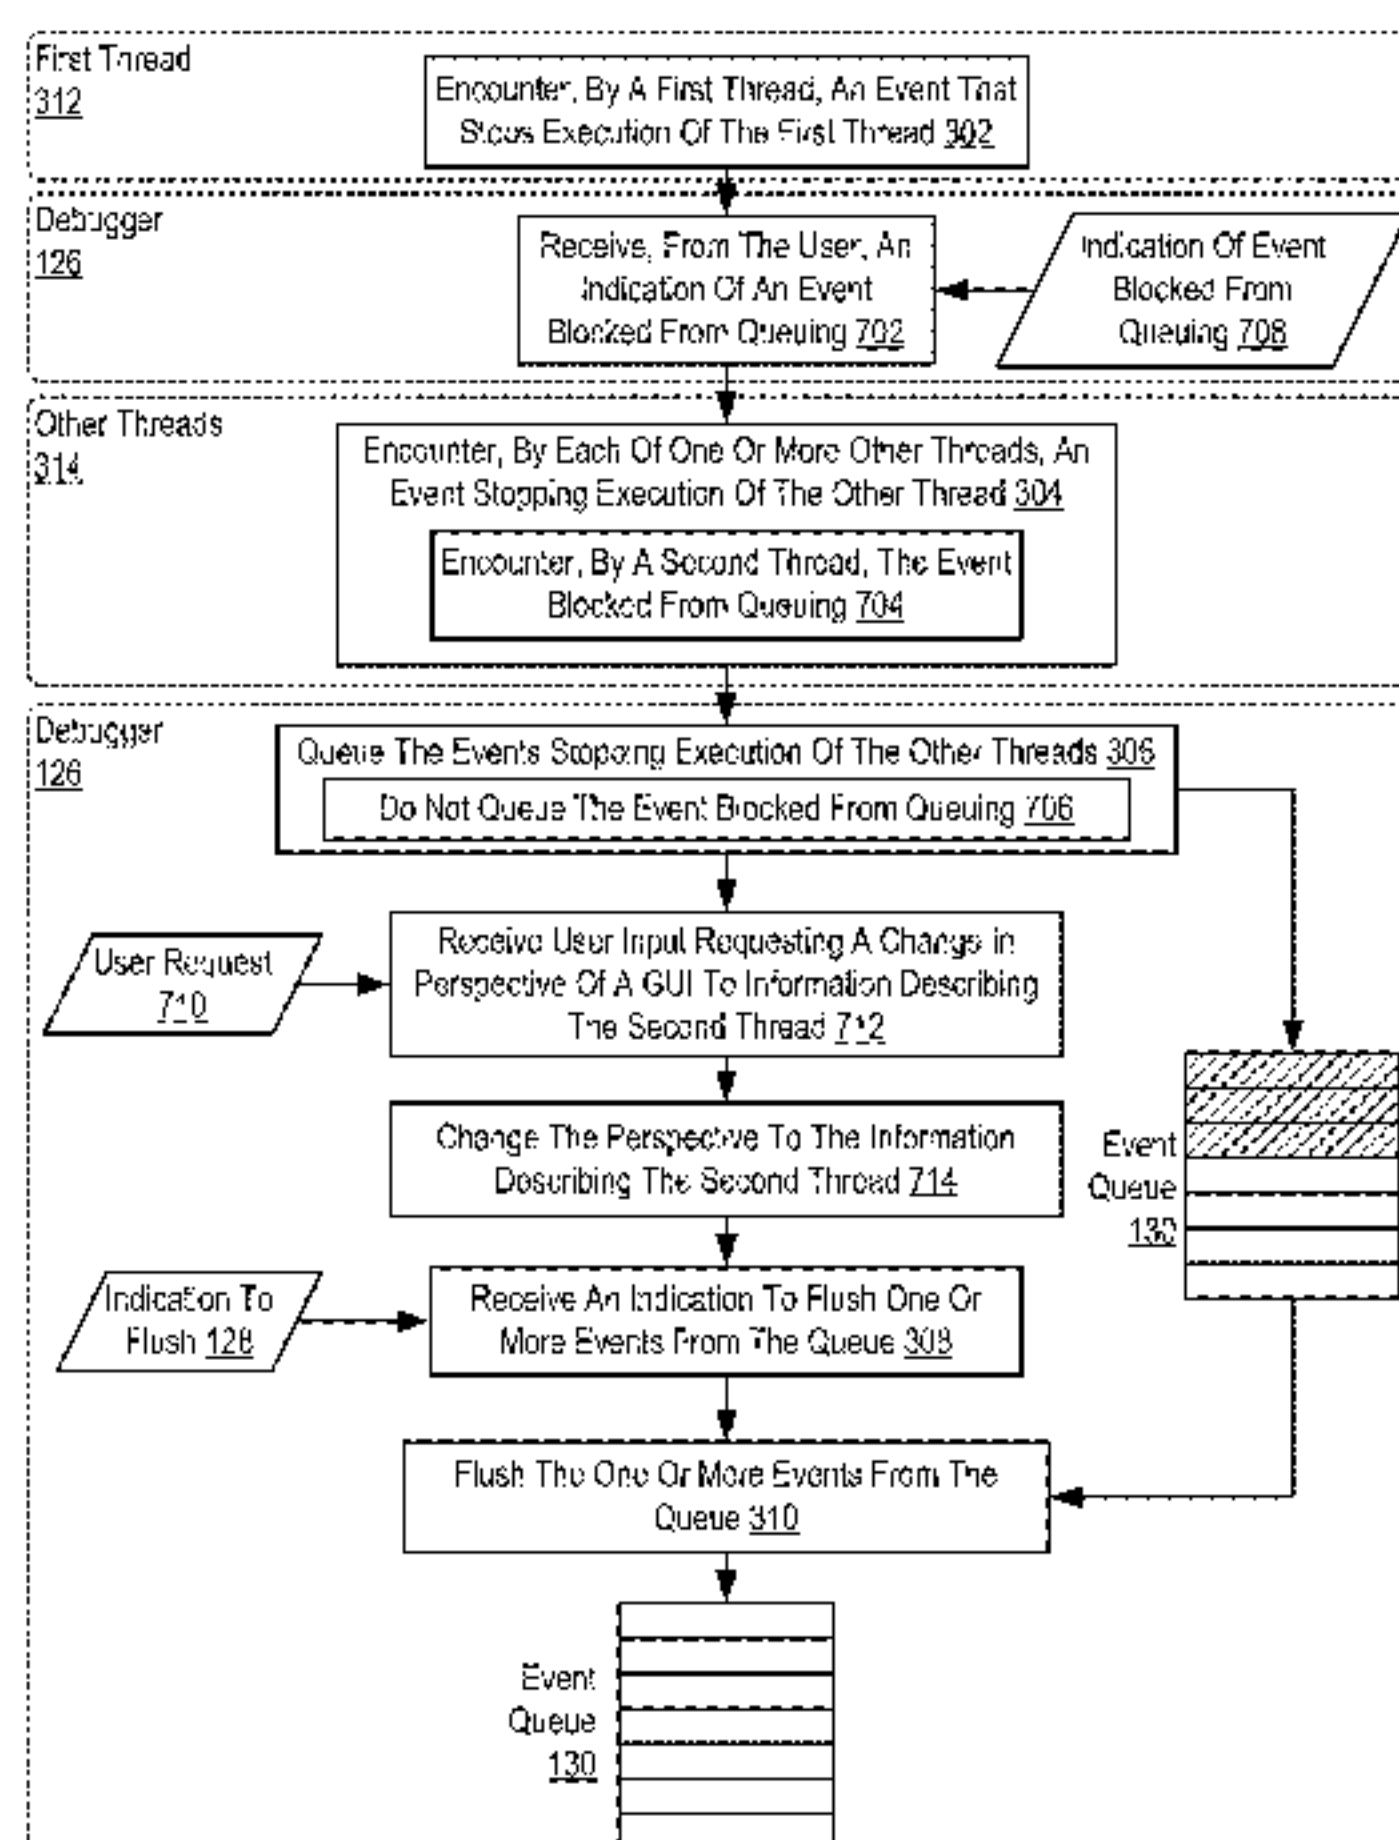 First Thread
312
Encounter, By A First Thread, An Event That
Stops Execution Of The First Thread 302
Debugger
126
Receive, From The User, An
Indication Of An Event
Blocked From Queuing 702
Indication Of Event
Blocked From
Queuing 708
Other Threads
314
Encounter, By Each Of One Or More Other Threads, An
Event Stopping Execution Of The Other Thread 304
Encounter, By A Second Thread, The Event
Blocked From Queuing 704
Debugger
126
Queue The Events Stopping Execution Of The Other Threads 306
Do Not Queue The Event Blocked From Queuing 706
User Request
710
Receive User Input Requesting A Change in
Perspective Of A GUI To Information Describing
The Second Thread 712
Change The Perspective To The Information
Describing The Second Thread 714
Event
Queue
130
Indication To
Flush 128
Receive An Indication To Flush One Or
More Events From The Queue 308
Flush The One Or More Events From The
Queue 310
Event
Queue
130